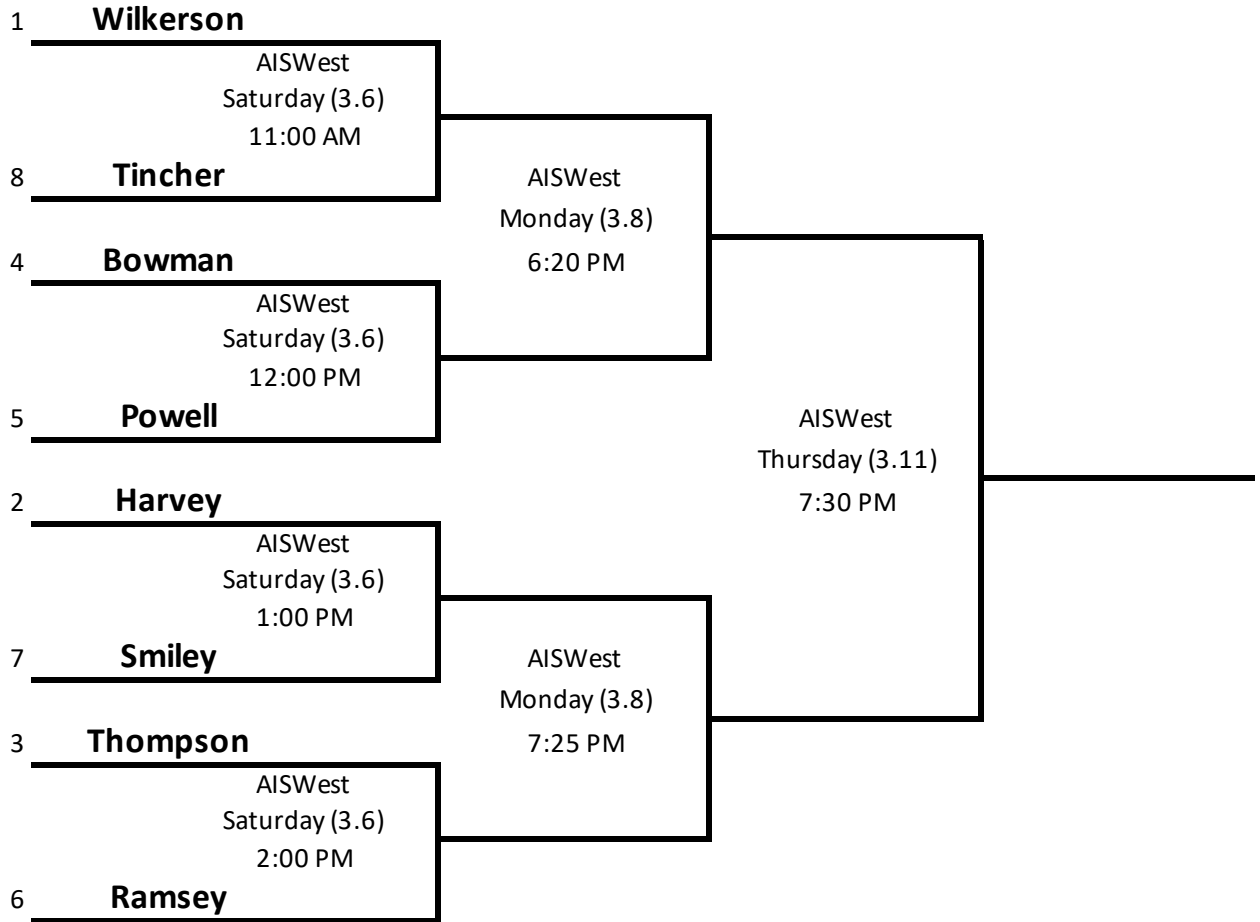 1 Wilkerson
AISWest
Saturday (3.6)
11:00 AM
8 Tincher
AISWest
Monday (3.8)
6:20 PM
4 Bowman
AISWest
Saturday (3.6)
12:00 PM
5 Powell
AISWest
Thursday (3.11)
7:30 PM
2 Harvey
AISWest
Saturday (3.6)
1:00 PM
7 Smiley
AISWest
Monday (3.8)
7:25 PM
3 Thompson
AISWest
Saturday (3.6)
2:00 PM
6 Ramsey